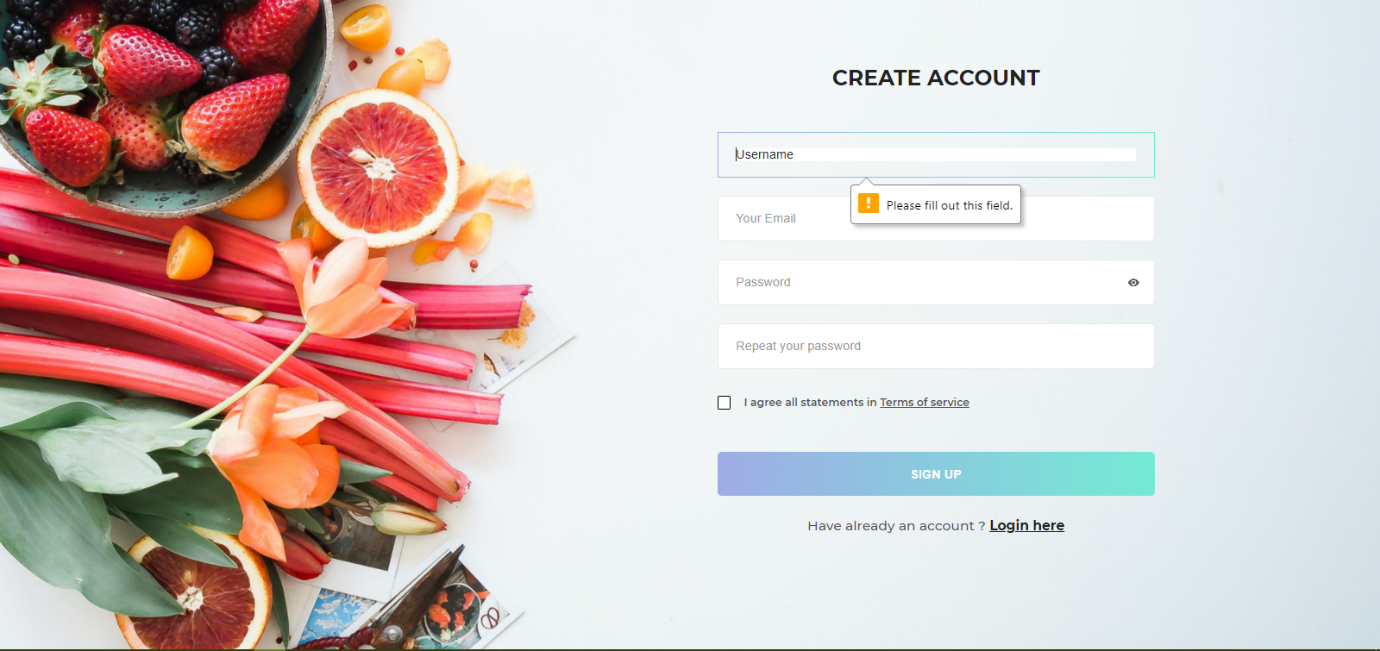 CREATE ACCOUNT
Username
Please fill out this field.
Your Email
Password
Repeat your password
I agree all statements in Terms of service
SIGN UP
Have already an account ? Login here